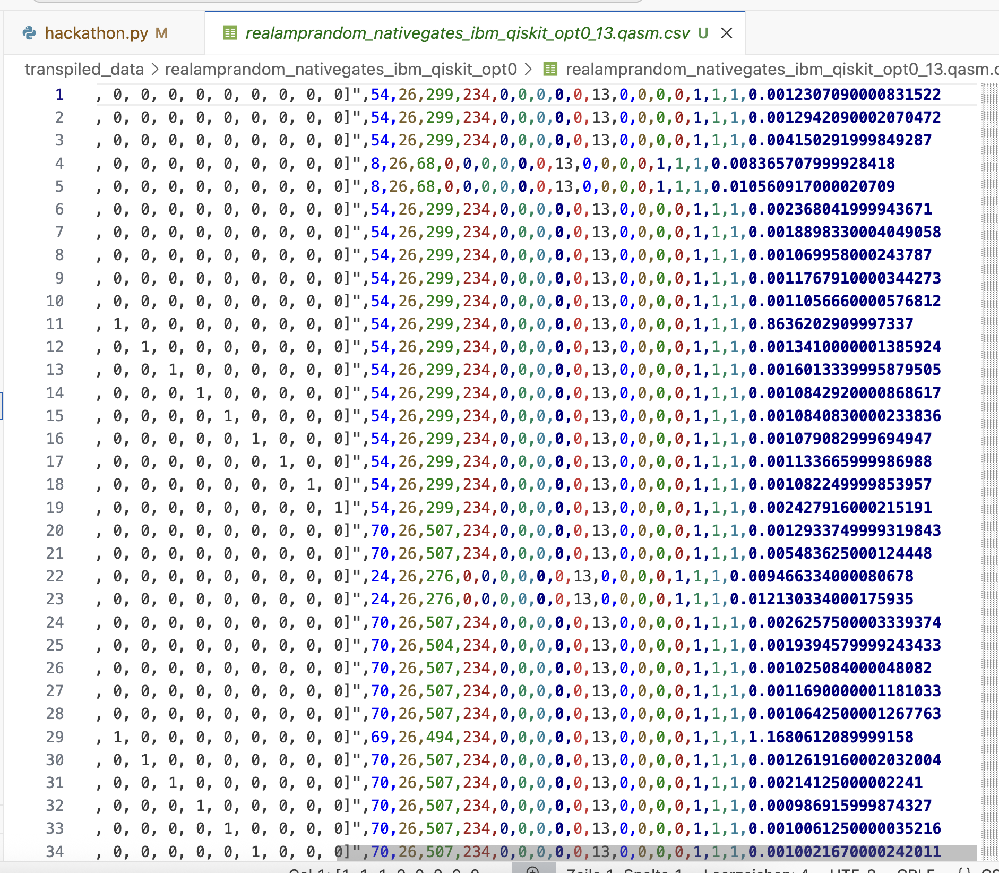 hackathon.py M
realamprandom_nativegates_ibm_qiskit_opt0_13.qasm.csv U
transpiled_data > realamprandom_nativegates_ibm_qiskit_opt0 > realamprandom_nativegates_ibm_qiskit_opt0_13.qasm.c
1 , 0, 0, 0, 0, 0, 0, 0, 0, 0]",54,26,299,234,0,0,0,0,0,13,0,0,0,0,1,1,1,0.0012307090000831522
2 , 0, 0, 0, 0, 0, 0, 0, 0, 0]",54,26,299,234,0,0,0,0,0,13,0,0,0,0,1,1,1,0.0012942090002070472
3 , 0, 0, 0, 0, 0, 0, 0, 0, 0]",54,26,299,234,0,0,0,0,0,13,0,0,0,0,1,1,1,0.004150291999849287
4 , 0, 0, 0, 0, 0, 0, 0, 0, 0]",8,26,68,0,0,0,0,0,0,13,0,0,0,0,1,1,1,0.008365707999928418
5 , 0, 0, 0, 0, 0, 0, 0, 0, 0]",8,26,68,0,0,0,0,0,0,13,0,0,0,0,1,1,1,0.010560917000020709
6 , 0, 0, 0, 0, 0, 0, 0, 0, 0]",54,26,299,234,0,0,0,0,0,13,0,0,0,0,1,1,1,0.002368041999943671
7 , 0, 0, 0, 0, 0, 0, 0, 0, 0]",54,26,299,234,0,0,0,0,0,13,0,0,0,0,1,1,1,0.0018898330004049058
8 , 0, 0, 0, 0, 0, 0, 0, 0, 0]",54,26,299,234,0,0,0,0,0,13,0,0,0,0,1,1,1,0.001069958000243787
9 , 0, 0, 0, 0, 0, 0, 0, 0, 0]",54,26,299,234,0,0,0,0,0,13,0,0,0,0,1,1,1,0.0011767910000344273
10 , 0, 0, 0, 0, 0, 0, 0, 0, 0]",54,26,299,234,0,0,0,0,0,13,0,0,0,0,1,1,1,0.0011056660000576812
11 , 1, 0, 0, 0, 0, 0, 0, 0, 0]",54,26,299,234,0,0,0,0,0,13,0,0,0,0,1,1,1,0.8636202909997337
12 , 0, 1, 0, 0, 0, 0, 0, 0, 0]",54,26,299,234,0,0,0,0,0,13,0,0,0,0,1,1,1,0.0013410000001385924
13 , 0, 0, 1, 0, 0, 0, 0, 0, 0]",54,26,299,234,0,0,0,0,0,13,0,0,0,0,1,1,1,0.0016013339995879505
14 , 0, 0, 0, 1, 0, 0, 0, 0, 0]",54,26,299,234,0,0,0,0,0,13,0,0,0,0,1,1,1,0.0010842920000868617
15 , 0, 0, 0, 0, 1, 0, 0, 0, 0]",54,26,299,234,0,0,0,0,0,13,0,0,0,0,1,1,1,0.0010840830000233836
16 , 0, 0, 0, 0, 0, 1, 0, 0, 0]",54,26,299,234,0,0,0,0,0,13,0,0,0,0,1,1,1,0.001079082999694947
17 , 0, 0, 0, 0, 0, 0, 1, 0, 0]",54,26,299,234,0,0,0,0,0,13,0,0,0,0,1,1,1,0.001133665999986988
18 , 0, 0, 0, 0, 0, 0, 0, 1, 0]",54,26,299,234,0,0,0,0,0,13,0,0,0,0,1,1,1,0.001082249999853957
19 , 0, 0, 0, 0, 0, 0, 0, 0, 1]",54,26,299,234,0,0,0,0,0,13,0,0,0,0,1,1,1,0.002427916000215191
20 , 0, 0, 0, 0, 0, 0, 0, 0, 0]",70,26,507,234,0,0,0,0,0,13,0,0,0,0,1,1,1,0.0012933749999319843
21 , 0, 0, 0, 0, 0, 0, 0, 0, 0]",70,26,507,234,0,0,0,0,0,13,0,0,0,0,1,1,1,0.005483625000124448
22 , 0, 0, 0, 0, 0, 0, 0, 0, 0]",24,26,276,0,0,0,0,0,0,13,0,0,0,0,1,1,1,0.009466334000080678
23 , 0, 0, 0, 0, 0, 0, 0, 0, 0]",24,26,276,0,0,0,0,0,0,13,0,0,0,0,1,1,1,0.012130334000175935
24 , 0, 0, 0, 0, 0, 0, 0, 0, 0]",70,26,507,234,0,0,0,0,0,13,0,0,0,0,1,1,1,0.0026257500003339374
25 , 0, 0, 0, 0, 0, 0, 0, 0, 0]",70,26,504,234,0,0,0,0,0,13,0,0,0,0,1,1,1,0.0019394579999243433
26 , 0, 0, 0, 0, 0, 0, 0, 0, 0]",70,26,507,234,0,0,0,0,0,13,0,0,0,0,1,1,1,0.001025084000048082
27 , 0, 0, 0, 0, 0, 0, 0, 0, 0]",70,26,507,234,0,0,0,0,0,13,0,0,0,0,1,1,1,0.0011690000001181033
28 , 0, 0, 0, 0, 0, 0, 0, 0, 0]",70,26,507,234,0,0,0,0,0,13,0,0,0,0,1,1,1,0.0010642500001267763
29 , 1, 0, 0, 0, 0, 0, 0, 0, 0]",69,26,494,234,0,0,0,0,0,13,0,0,0,0,1,1,1,1.1680612089999158
30 , 0, 1, 0, 0, 0, 0, 0, 0, 0]",70,26,507,234,0,0,0,0,0,13,0,0,0,0,1,1,1,0.0012619160002032004
31 , 0, 0, 1, 0, 0, 0, 0, 0, 0]",70,26,507,234,0,0,0,0,0,13,0,0,0,0,1,1,1,0.00214125000002241
32 , 0, 0, 0, 1, 0, 0, 0, 0, 0]",70,26,507,234,0,0,0,0,0,13,0,0,0,0,1,1,1,0.000986915999874327
33 , 0, 0, 0, 0, 1, 0, 0, 0, 0]",70,26,507,234,0,0,0,0,0,13,0,0,0,0,1,1,1,0.0010061250000035216
34 , 0, 0, 0, 0, 0, 1, 0, 0, 0]",70,26,507,234,0,0,0,0,0,13,0,0,0,0,1,1,1,0.0010021670000242011